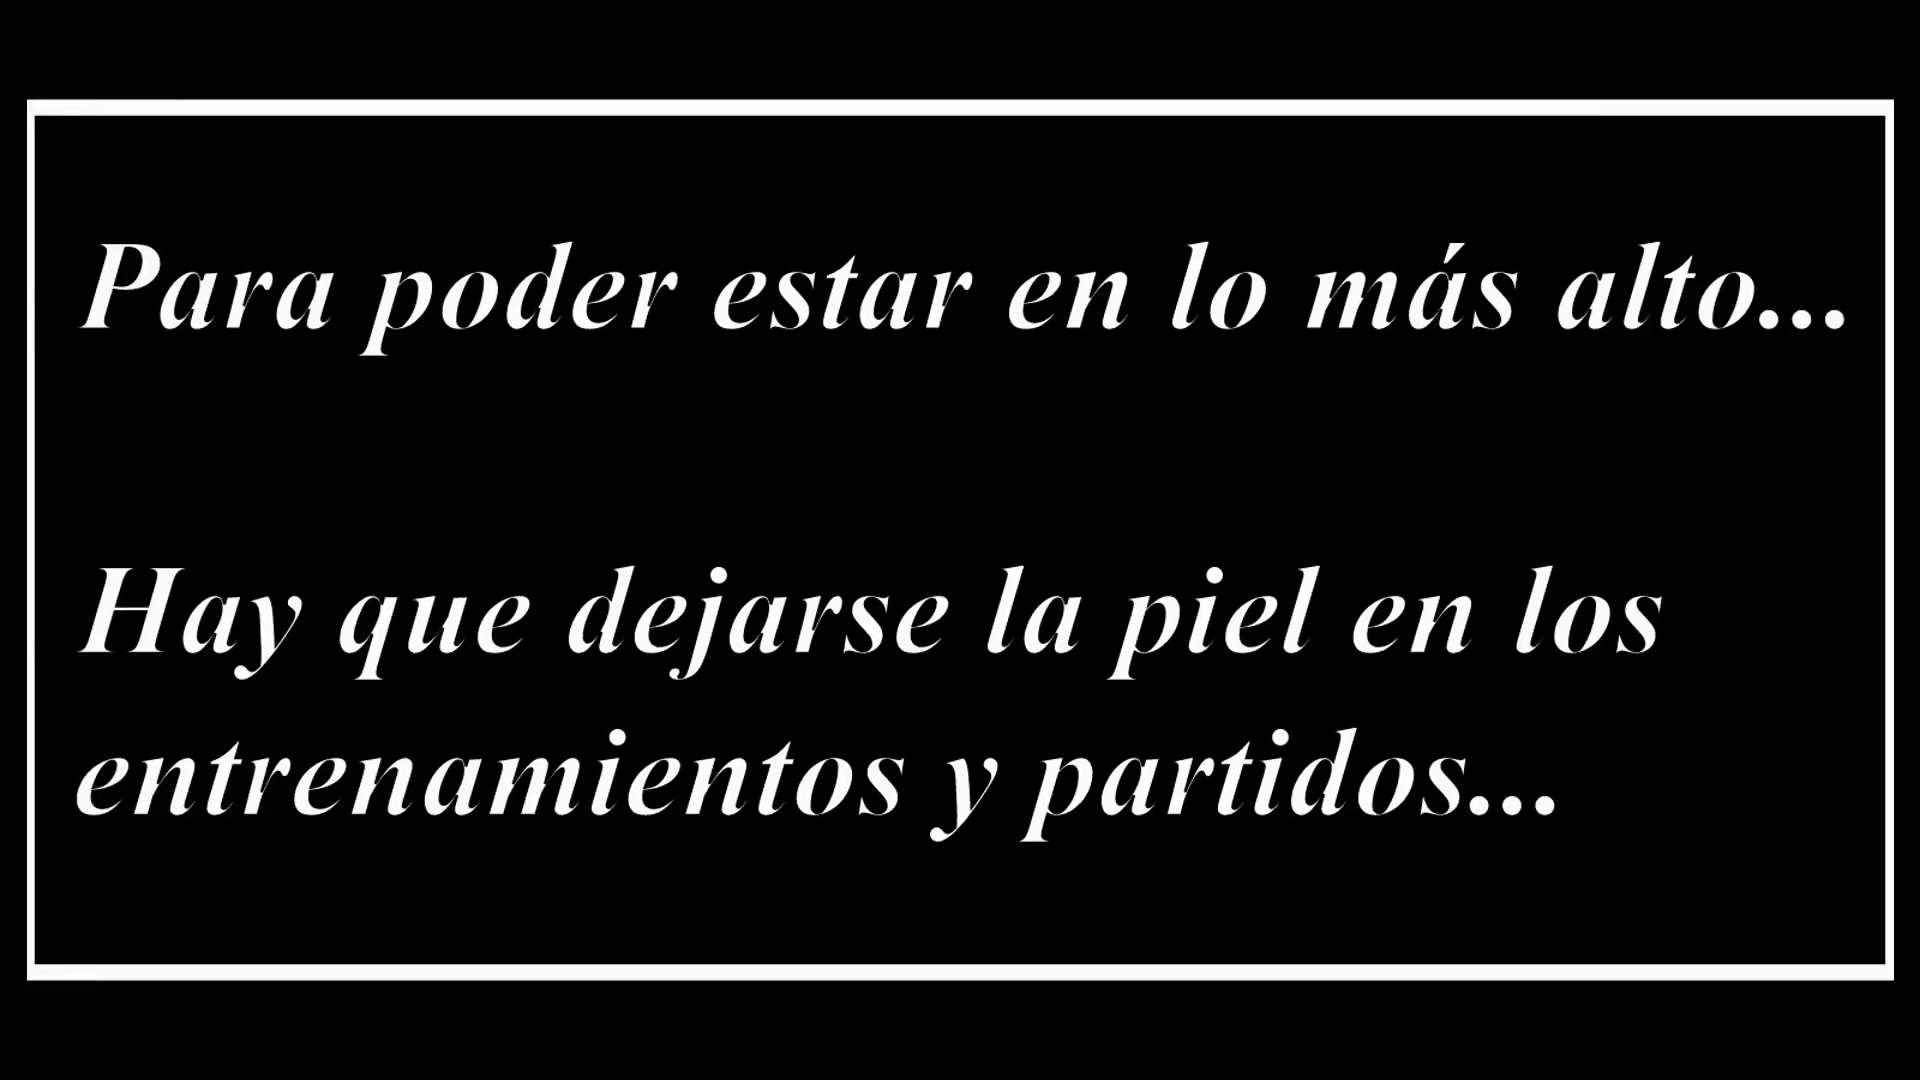 Para poder estar en lo más alto...
Hay que dejarse la piel en los
entrenamientos y partidos...